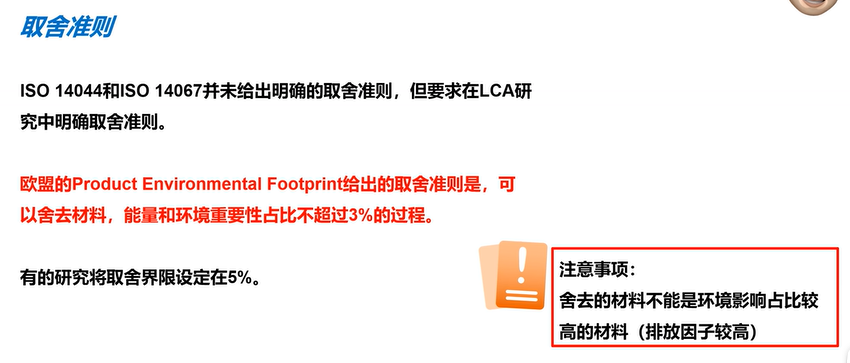 取舍准则
ISO 14044和ISO 14067并未给出明确的取舍准则，但要求在LCA研
究中明确取舍准则。
欧盟的Product Environmental Footprint给出的取舍准则是，可
以舍去材料，能量和环境重要性占比不超过3%的过程。
有的研究将取舍界限设定在5%。
注意事项：
舍去的材料不能是环境影响占比较
高的材料（排放因子较高）